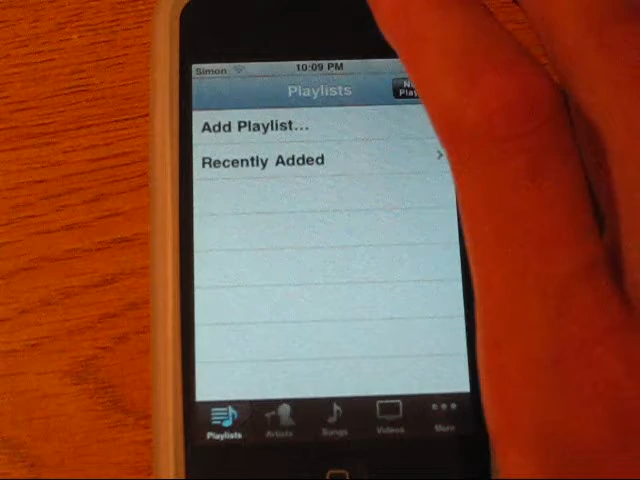 Simon 10:09 PM
Playlists
Add Playlist...
Recently Added
Playlists Artists Songs Videos More